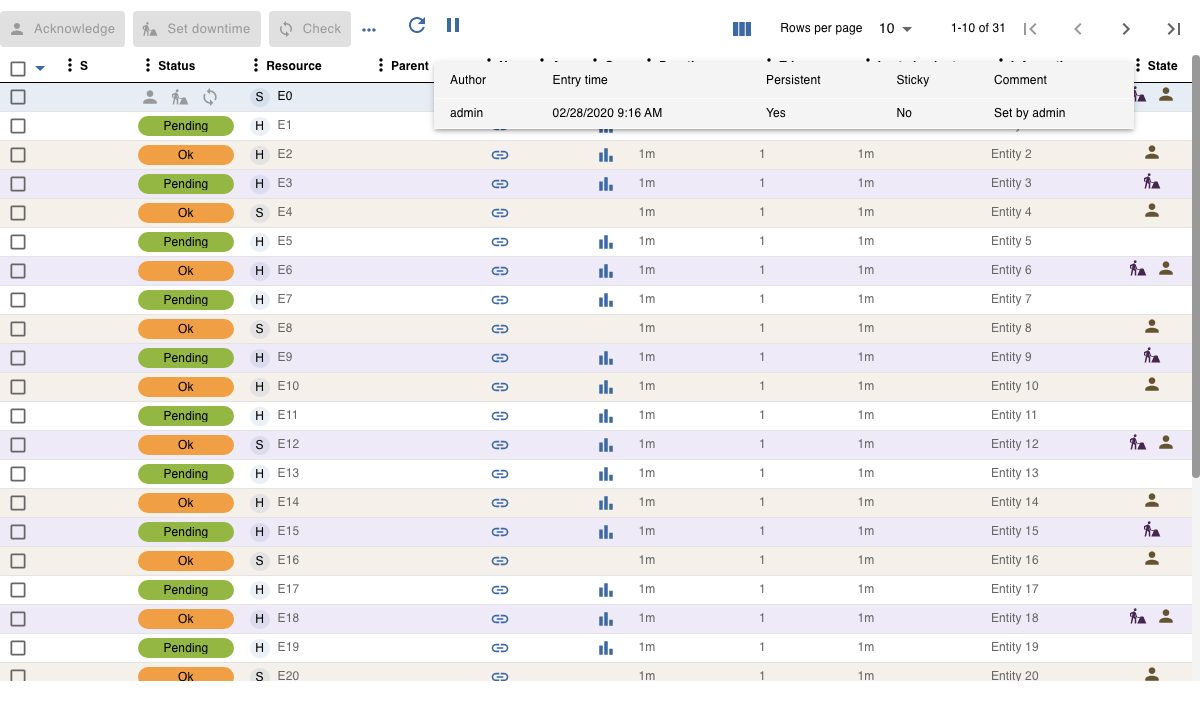 Acknowledge Set downtime Check Rows per page 10 1-10 of 31
S Status Resource Parent State
Author Entry time Persistent Sticky Comment
S E0 admin 02/28/2020 9:16 AM Yes No Set by admin
Pending H E1
Ok H E2 1m 1 1m Entity 2
Pending H E3 1m 1 1m Entity 3
Ok S E4 1m 1 1m Entity 4
Pending H E5 1m 1 1m Entity 5
Ok H E6 1m 1 1m Entity 6
Pending H E7 1m 1 1m Entity 7
Ok S E8 1m 1 1m Entity 8
Pending H E9 1m 1 1m Entity 9
Ok H E10 1m 1 1m Entity 10
Pending H E11 1m 1 1m Entity 11
Ok S E12 1m 1 1m Entity 12
Pending H E13 1m 1 1m Entity 13
Ok H E14 1m 1 1m Entity 14
Pending H E15 1m 1 1m Entity 15
Ok S E16 1m 1 1m Entity 16
Pending H E17 1m 1 1m Entity 17
Ok H E18 1m 1 1m Entity 18
Pending H E19 1m 1 1m Entity 19
Ok S E20 1m 1 1m Entity 20